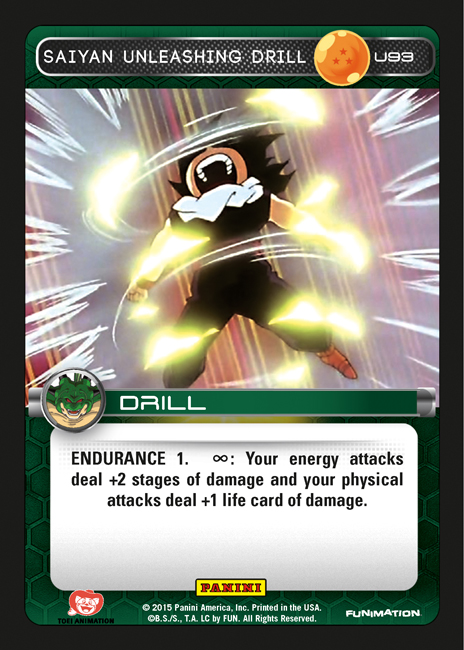 SAIYAN UNLEASHING DRILL U93
DRILL
ENDURANCE 1. ∞: Your energy attacks
deal +2 stages of damage and your physical
attacks deal +1 life card of damage.
PANINI
© 2015 Panini America, Inc. Printed in the USA.
©B.S./S., T.A. LC by FUN. All Rights Reserved.
TOEI ANIMATION
FUNIMATION